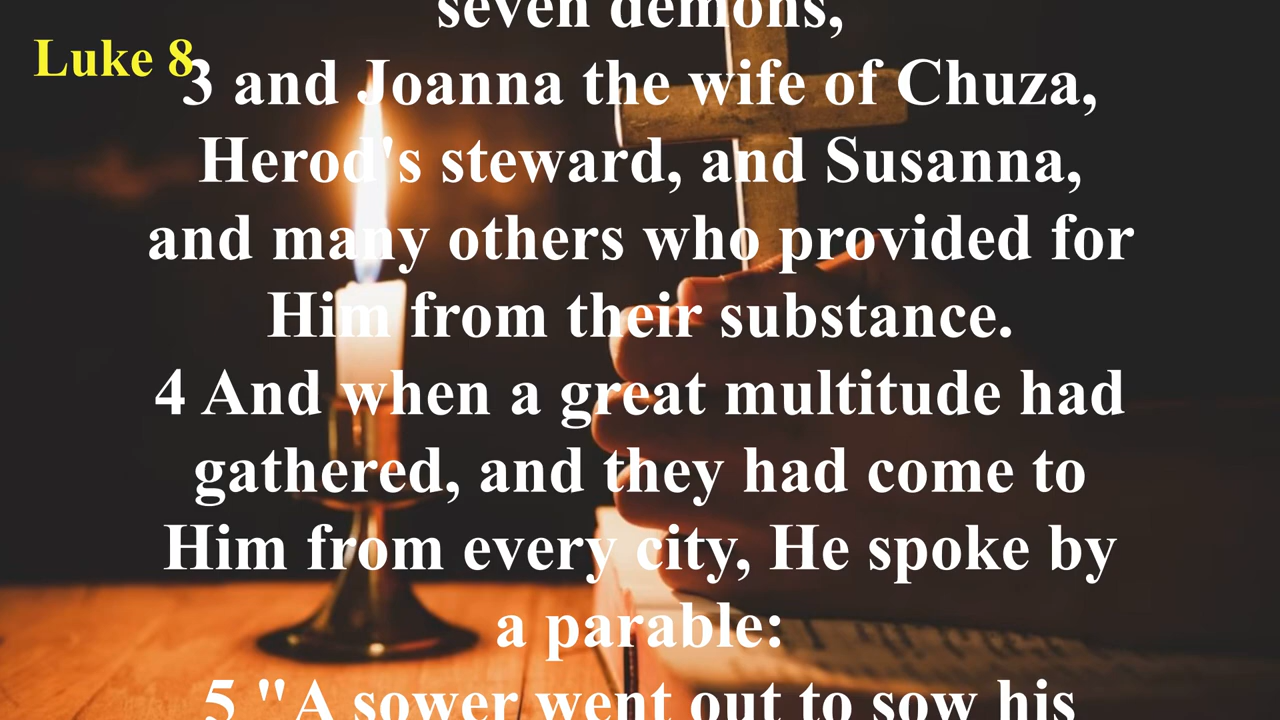 seven demons,
Luke 8
3 and Joanna the wife of Chuza,
Herod's steward, and Susanna,
and many others who provided for
Him from their substance.
4 And when a great multitude had
gathered, and they had come to
Him from every city, He spoke by
a parable:
5 "A sower went out to sow his